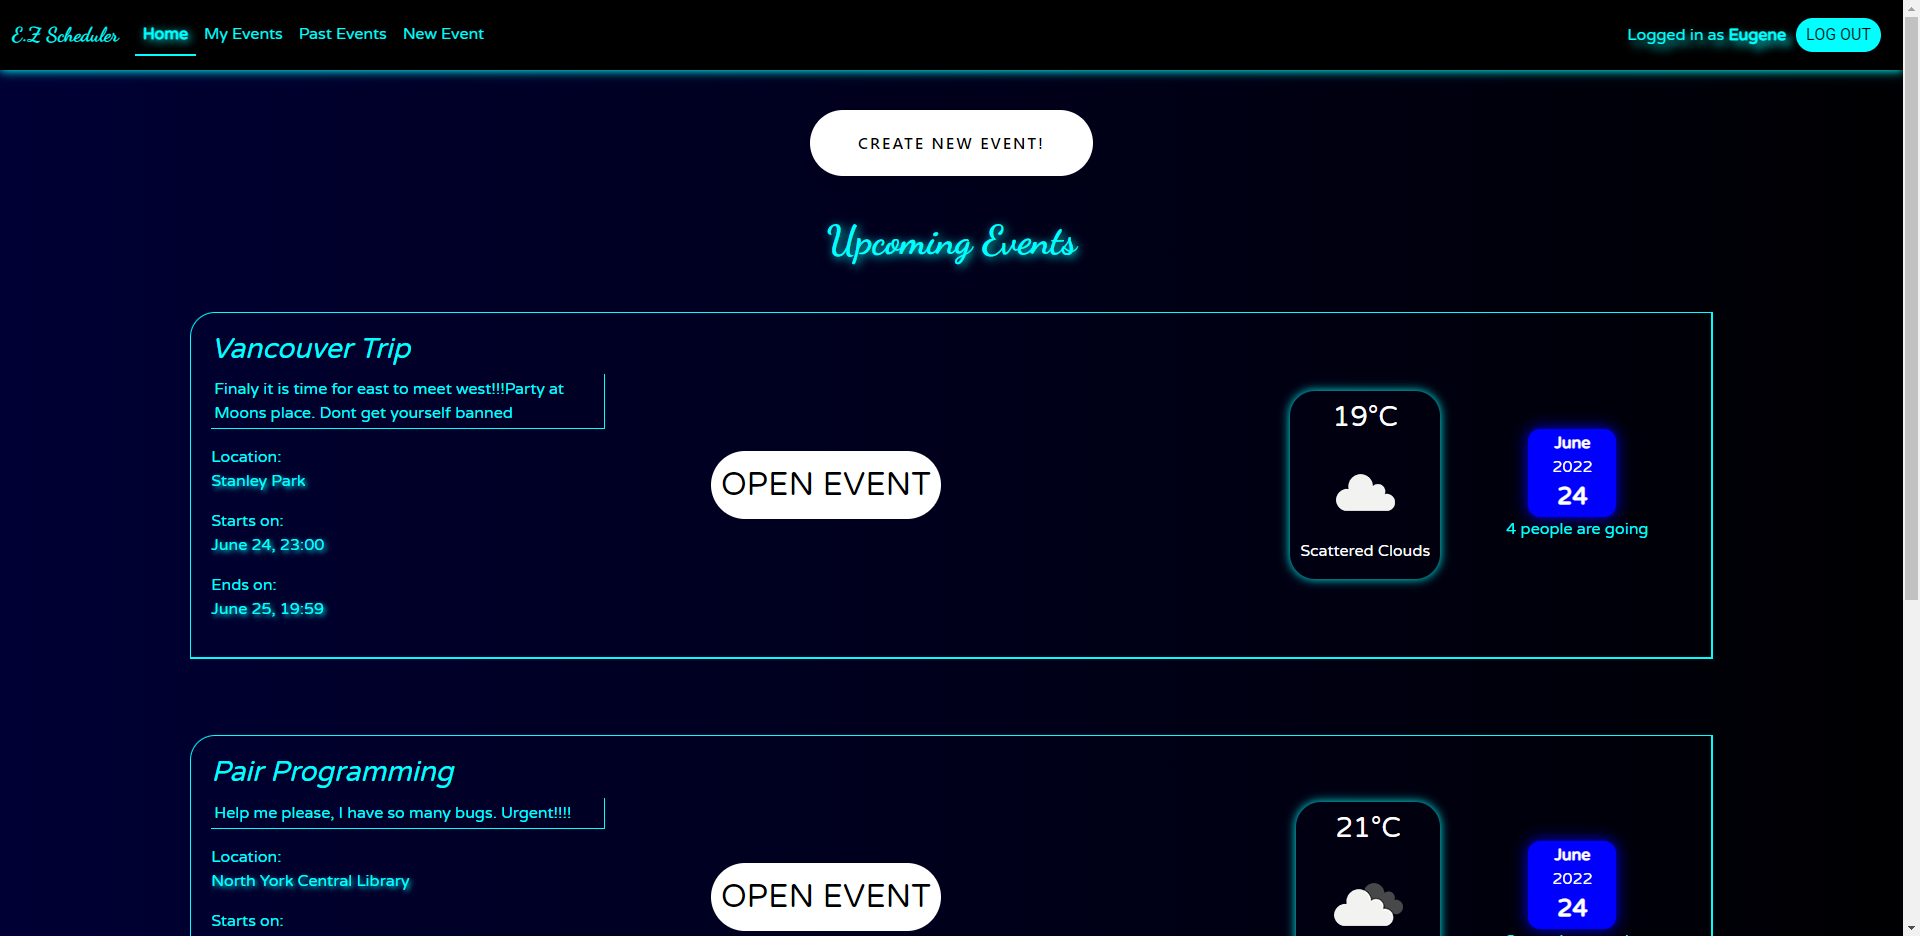 E.Z Scheduler Home My Events Past Events New Event Logged in as Eugene LOG OUT
CREATE NEW EVENT!
Upcoming Events
Vancouver Trip
Finaly it is time for east to meet west!!!Party at
Moons place. Dont get yourself banned
Location:
Stanley Park
Starts on:
June 24, 23:00
Ends on:
June 25, 19:59
OPEN EVENT
19°C
Scattered Clouds
June
2022
24
4 people are going
Pair Programming
Help me please, I have so many bugs. Urgent!!!!
Location:
North York Central Library
Starts on:
OPEN EVENT
21°C
June
2022
24